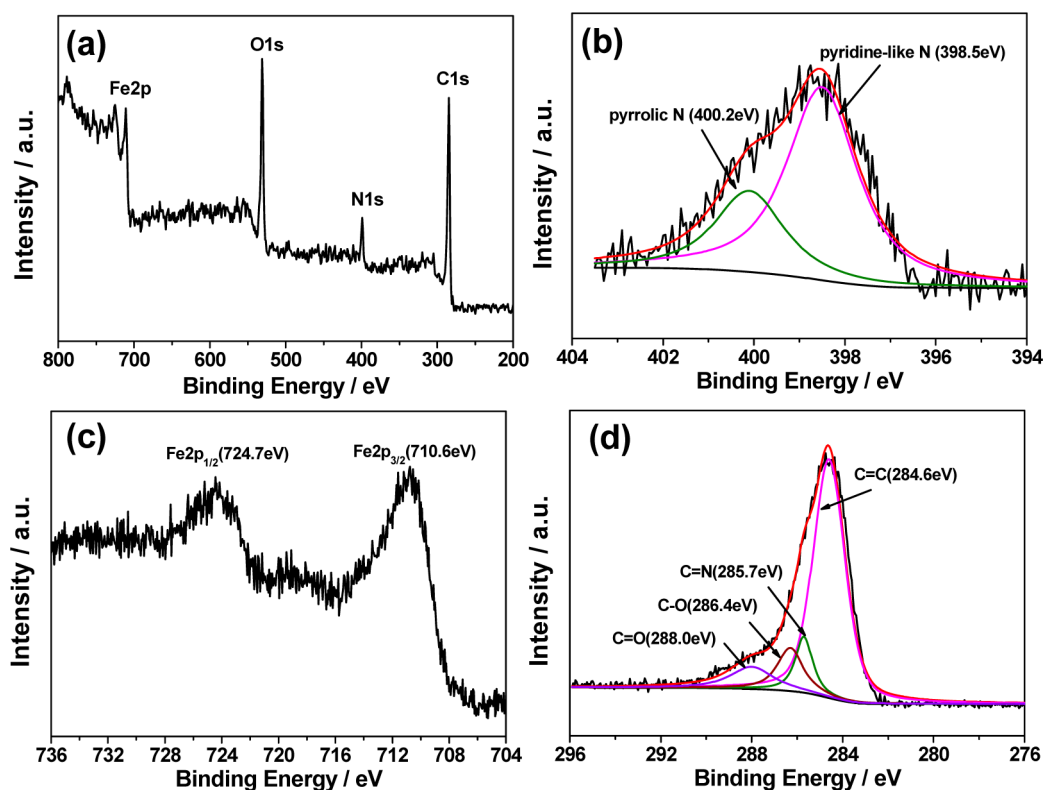 (a)
Fe2p
O1s
N1s
C1s
Intensity / a.u.
800 700 600 500 400 300 200
Binding Energy / eV
(b)
pyridine-like N (398.5eV)
pyrrolic N (400.2eV)
Intensity / a.u.
404 402 400 398 396 394
Binding Energy / eV
(c)
Fe2p1/2(724.7eV)
Fe2p3/2(710.6eV)
Intensity / a.u.
736 732 728 724 720 716 712 708 704
Binding Energy / eV
(d)
C=C(284.6eV)
C=N(285.7eV)
C-O(286.4eV)
C=O(288.0eV)
Intensity / a.u.
296 292 288 284 280 276
Binding Energy / eV